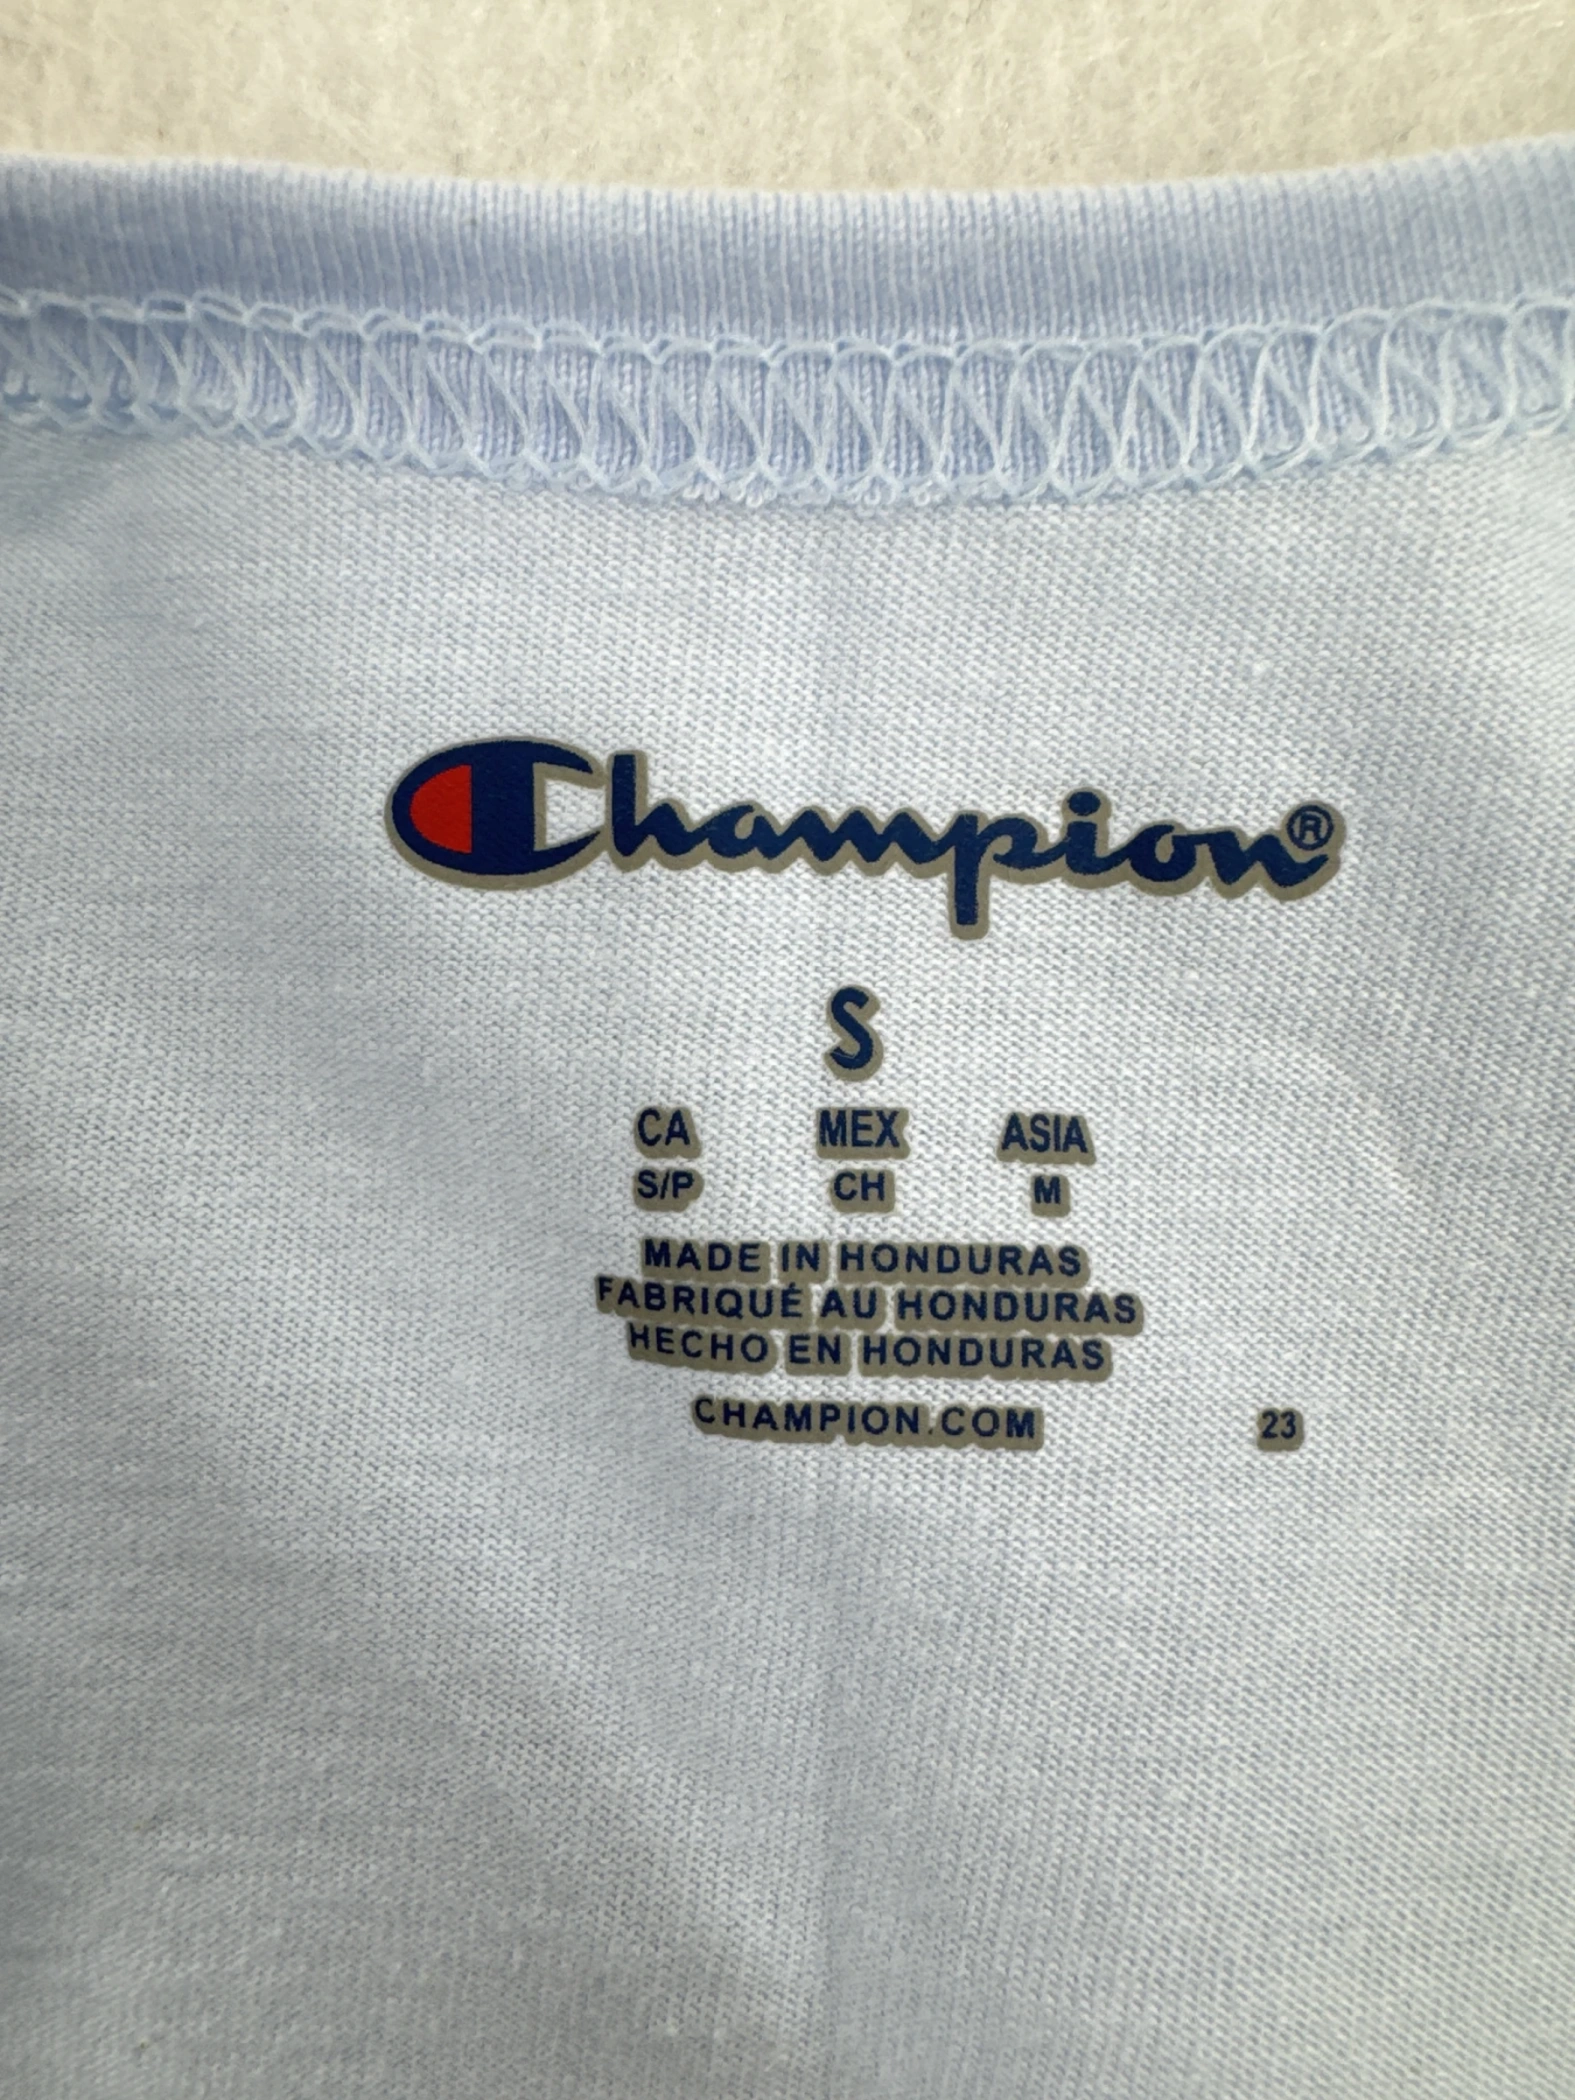 Champion®
S
CA MEX ASIA
S/P CH M
MADE IN HONDURAS
FABRIQUÉ AU HONDURAS
HECHO EN HONDURAS
CHAMPION.COM 23